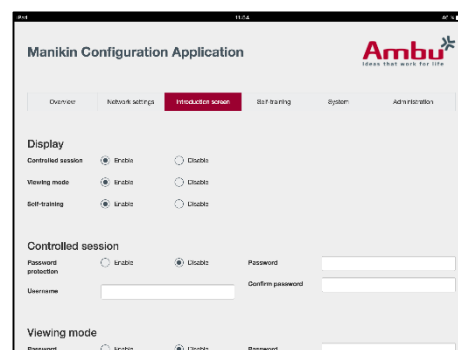 iPad 11:04
Manikin Configuration Application
Ambu
Ideas that work for life
Overview Network settings Introduction screen Self-training System Administration
Display
Controlled session Enable Disable
Viewing mode Enable Disable
Self-training Enable Disable
Controlled session
Password protection Enable Disable Password
Username Confirm password
Viewing mode
Password Enable Disable Password